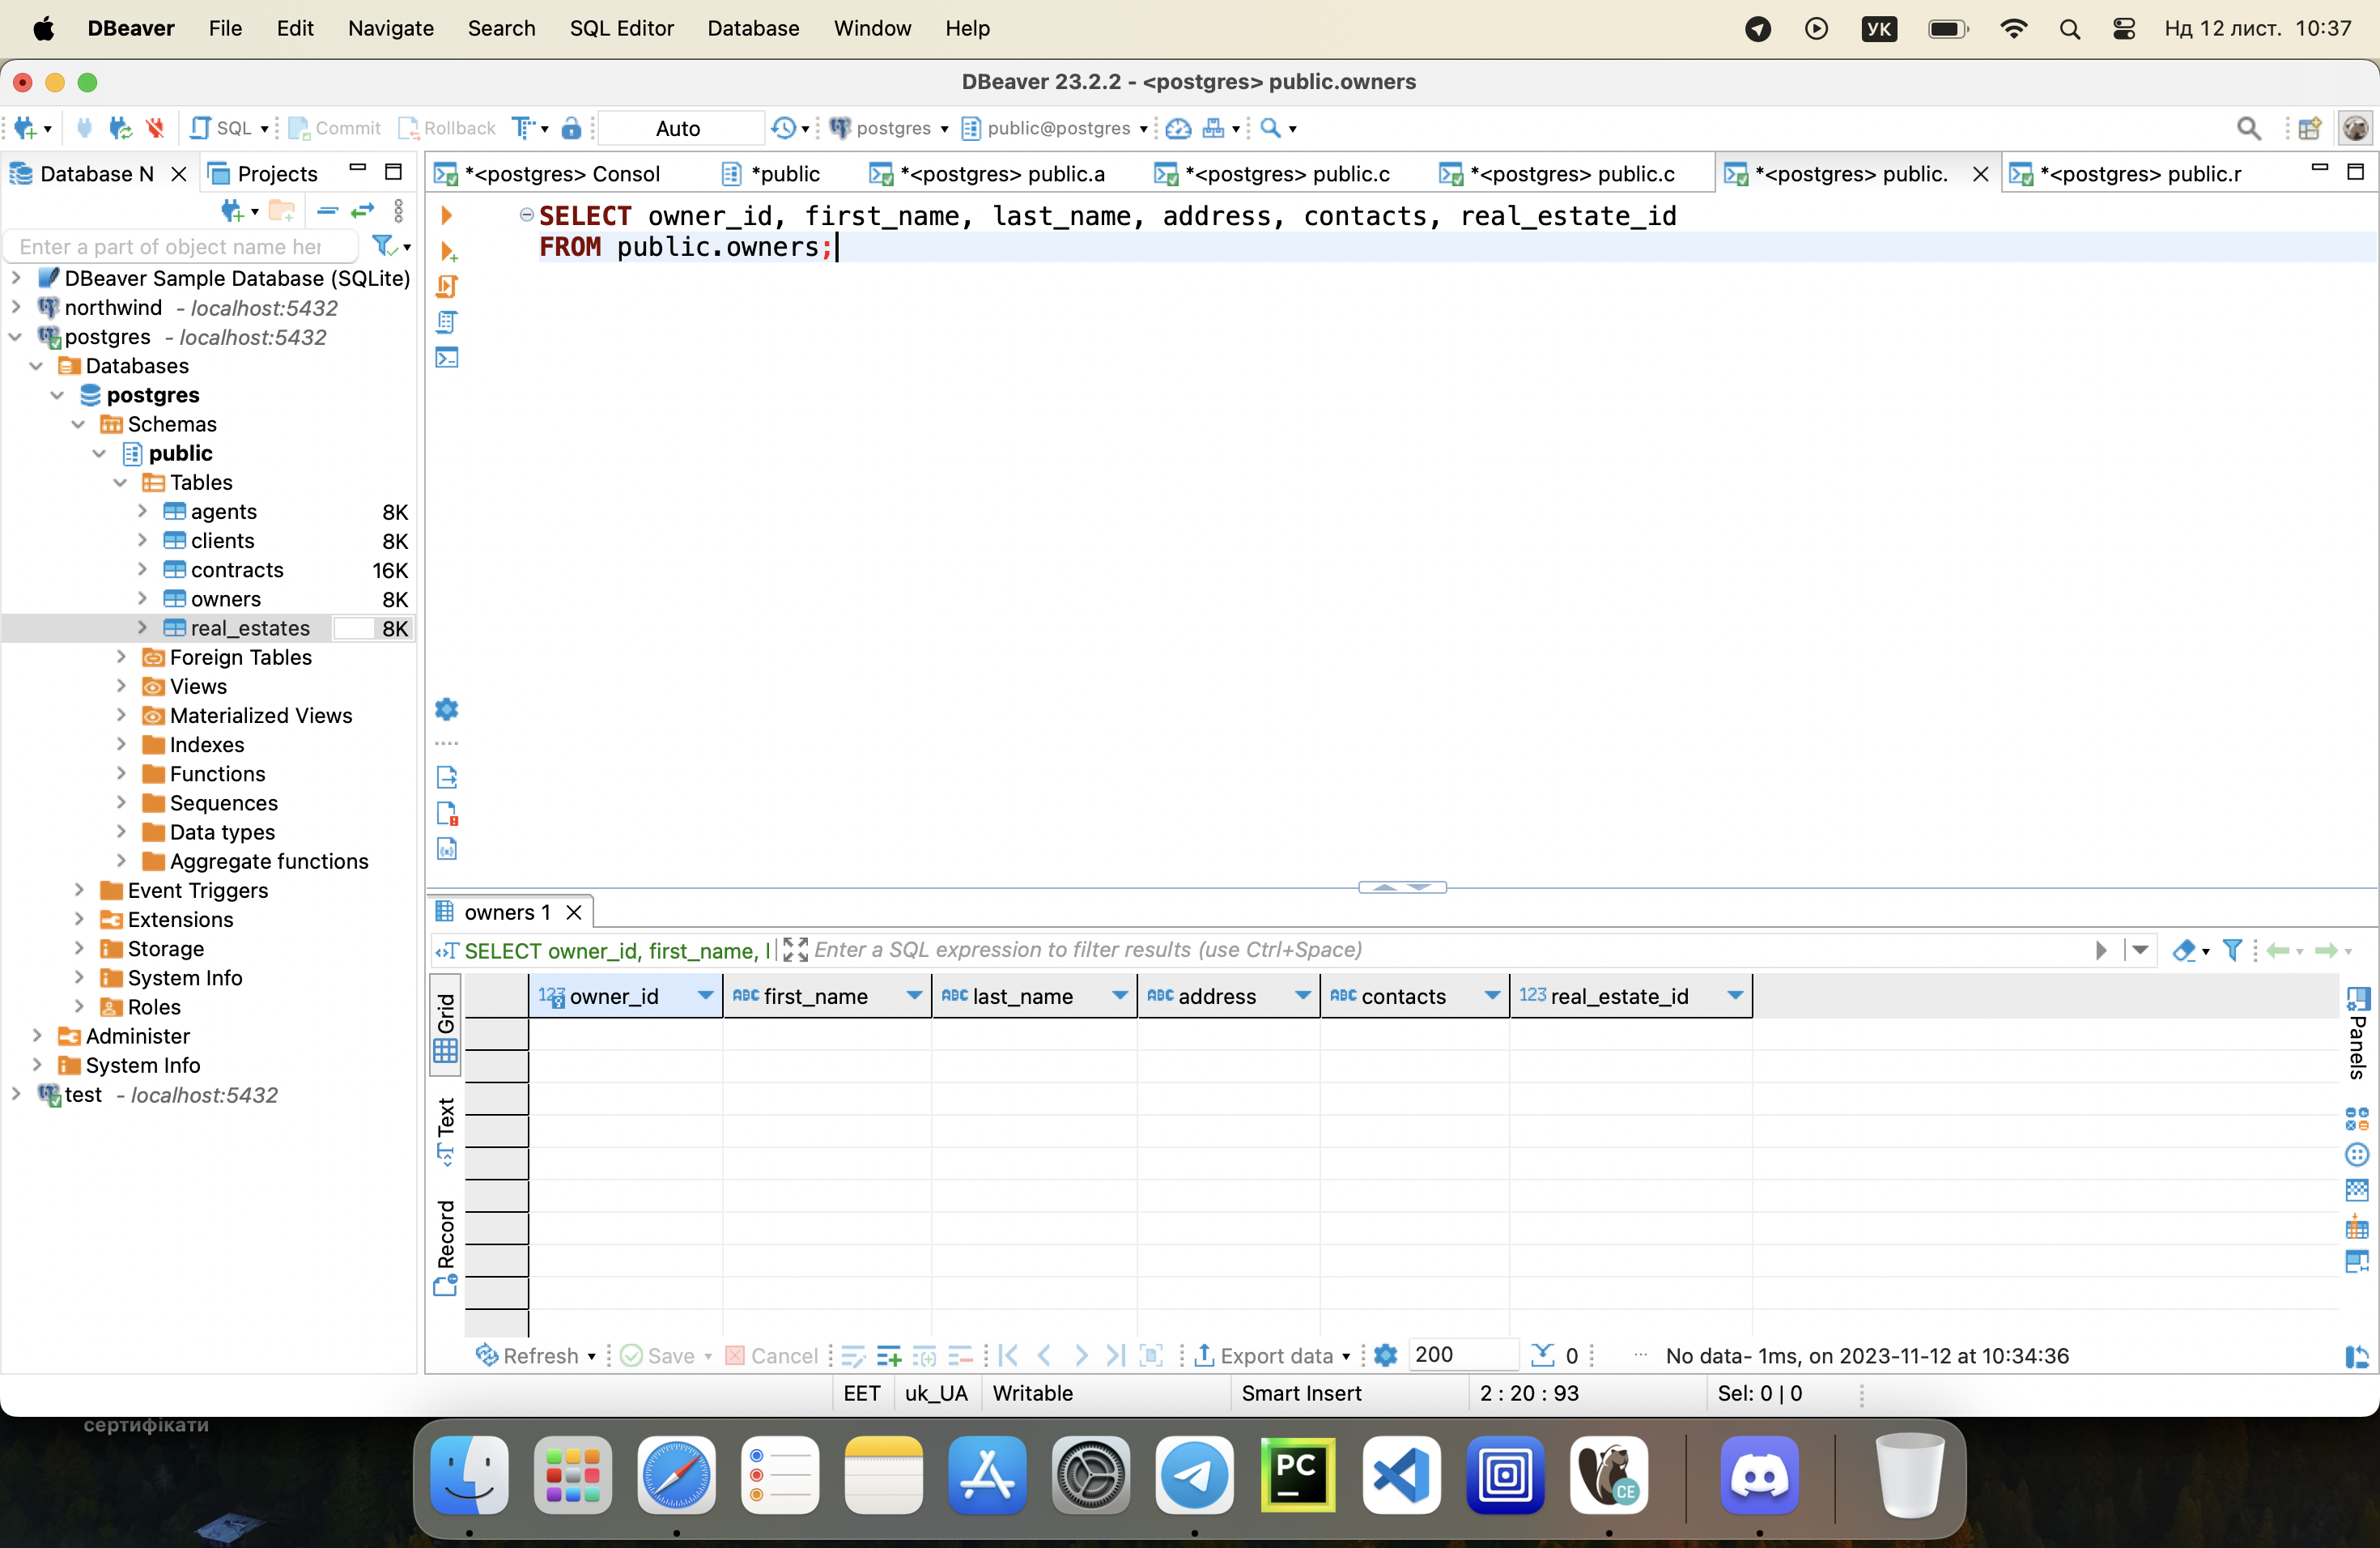 DBeaver File Edit Navigate Search SQL Editor Database Window Help УК Нд 12 лист. 10:37
DBeaver 23.2.2 - <postgres> public.owners
SQL Commit Rollback Auto postgres public@postgres
Database N Projects
*<postgres> Consol *public *<postgres> public.a *<postgres> public.c *<postgres> public.c *<postgres> public. *<postgres> public.r
Enter a part of object name her
DBeaver Sample Database (SQLite)
northwind - localhost:5432
postgres - localhost:5432
Databases
postgres
Schemas
public
Tables
agents 8K
clients 8K
contracts 16K
owners 8K
real_estates 8K
Foreign Tables
Views
Materialized Views
Indexes
Functions
Sequences
Data types
Aggregate functions
Event Triggers
Extensions
Storage
System Info
Roles
Administer
System Info
test - localhost:5432
SELECT owner_id, first_name, last_name, address, contacts, real_estate_id
FROM public.owners;
owners 1
SELECT owner_id, first_name, l Enter a SQL expression to filter results (use Ctrl+Space)
Grid
Text
Record
123 owner_id ABC first_name ABC last_name ABC address ABC contacts 123 real_estate_id
Panels
Refresh Save Cancel Export data 200 0 ... No data- 1ms, on 2023-11-12 at 10:34:36
EET uk_UA Writable Smart Insert 2 : 20 : 93 Sel: 0 | 0
сертифікати
PC
CE